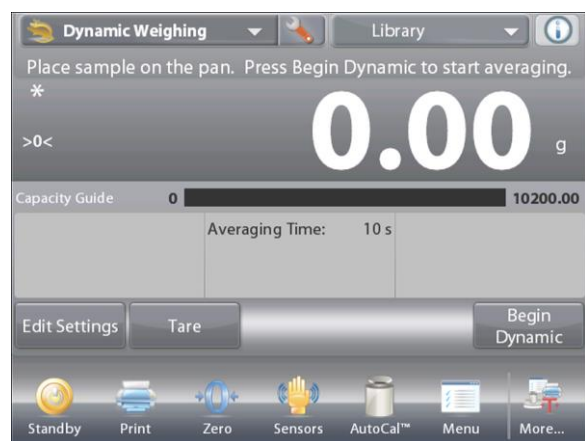 Dynamic Weighing Library
Place sample on the pan. Press Begin Dynamic to start averaging.
*
0.00 g
>0<
Capacity Guide 0 10200.00
Averaging Time: 10 s
Edit Settings Tare Begin Dynamic
Standby Print Zero Sensors AutoCal™ Menu More...